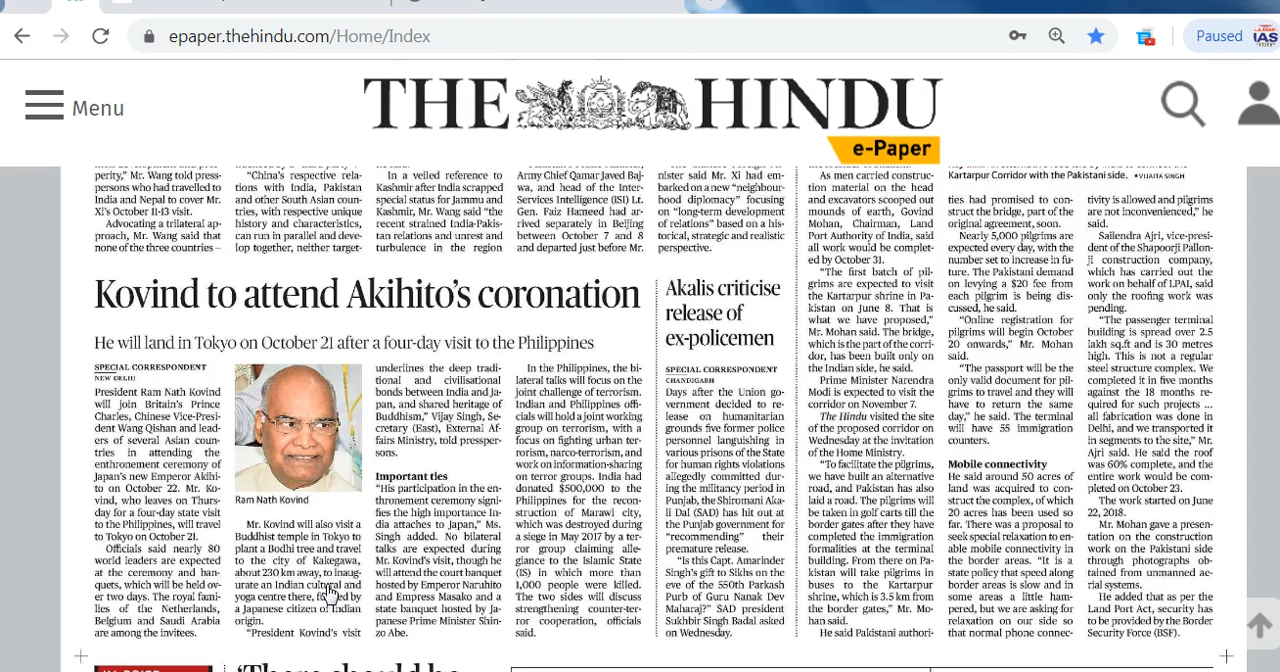 epaper.thehindu.com/Home/Index
Paused
IAS
Menu
THE HINDU
e-Paper
perity,” Mr. Wang told press-
persons who had travelled to
India and Nepal to cover Mr.
Xi's October 11-13 visit.
Advocating a trilateral ap-
proach, Mr. Wang said that
none of the three countries –
“China's respective rela-
tions with India, Pakistan
and other South Asian coun-
tries, with respective unique
history and characteristics,
can run in parallel and deve-
lop together, neither target-
In a veiled reference to
Kashmir after India scrapped
special status for Jammu and
Kashmir, Mr. Wang said “the
recent strained India-Pakis-
tan relations and unrest and
turbulence in the region
Army Chief Qamar Javed Baj-
wa, and head of the Inter-
Services Intelligence (ISI) Lt.
Gen. Faiz Hameed had ar-
rived separately in Beijing
between October 7 and 8
and departed just before Mr.
nister said Mr. Xi had em-
barked on a new “neighbour-
hood diplomacy” focusing
on “long-term development
of relations” based on a his-
torical, strategic and realistic
perspective.
Kovind to attend Akihito's coronation
He will land in Tokyo on October 21 after a four-day visit to the Philippines
SPECIAL CORRESPONDENT
NEW DELHI
President Ram Nath Kovind
will join Britain's Prince
Charles, Chinese Vice-Presi-
dent Wang Qishan and lead-
ers of several Asian coun-
tries in attending the
enthronement ceremony of
Japan's new Emperor Akihi-
to on October 22. Mr. Ko-
vind, who leaves on Thurs-
day for a four-day state visit
to the Philippines, will travel
to Tokyo on October 21.
Officials said nearly 80
world leaders are expected
at the ceremony and ban-
quets, which will be held ov-
er two days. The royal fami-
lies of the Netherlands,
Belgium and Saudi Arabia
are among the invitees.
Ram Nath Kovind
Mr. Kovind will also visit a
Buddhist temple in Tokyo to
plant a Bodhi tree and travel
to the city of Kakegawa,
about 230 km away, to inaug-
urate an Indian cultural and
yoga centre there, by
a Japanese citizen of Indian
origin.
“President Kovind's visit
underlines the deep tradi-
tional and civilisational
bonds between India and Ja-
pan, and shared heritage of
Buddhism,” Vijay Singh, Se-
cretary (East), External Af-
fairs Ministry, told pressper-
sons.
Important ties
“His participation in the en-
thronement ceremony signi-
fies the high importance In-
dia attaches to Japan,” Ms.
Singh added. No bilateral
talks are expected during
Mr. Kovind's visit, though he
will attend the court banquet
hosted by Emperor Naruhito
and Empress Masako and a
state banquet hosted by Ja-
panese Prime Minister Shin-
zo Abe.
In the Philippines, the bi-
lateral talks will focus on the
joint challenge of terrorism.
Indian and Philippines offi-
cials will hold a joint working
group on terrorism, with a
focus on fighting urban ter-
rorism, narco-terrorism, and
work on information-sharing
on terror groups. India had
donated $500,000 to the
Philippines for the recon-
struction of Marawi city,
which was destroyed during
a siege in May 2017 by a ter-
ror group claiming alle-
giance to the Islamic State
(IS) in which more than
1,000 people were killed.
The two sides will discuss
strengthening counter-ter-
ror cooperation, officials
said.
Akalis criticise
release of
ex-policemen
SPECIAL CORRESPONDENT
CHANDIGARH
Days after the Union go-
vernment decided to re-
lease on humanitarian
grounds five former police
personnel languishing in
various prisons of the State
for human rights violations
allegedly committed dur-
ing the militancy period in
Punjab, the Shiromani Aka-
li Dal (SAD) has hit out at
the Punjab government for
“recommending” their
premature release.
“Is this Capt. Amarinder
Singh's gift to Sikhs on the
eve of the 550th Parkash
Purb of Guru Nanak Dev
Maharaj?” SAD president
Sukhbir Singh Badal asked
on Wednesday.
As men carried construc-
tion material on the head
and excavators scooped out
mounds of earth, Govind
Mohan, Chairman, Land
Port Authority of India, said
all work would be complet-
ed by October 31.
“The first batch of pil-
grims are expected to visit
the Kartarpur shrine in Pa-
kistan on June 8. That is
what we have proposed,”
Mr. Mohan said. The bridge,
which is the part of the corri-
dor, has been built only on
the Indian side, he said.
Prime Minister Narendra
Modi is expected to visit the
corridor on November 7.
The Hindu visited the site
of the proposed corridor on
Wednesday at the invitation
of the Home Ministry.
“To facilitate the pilgrims,
we have built an alternative
road, and Pakistan has also
laid a road. The pilgrims will
be taken in golf carts till the
border gates after they have
completed the immigration
formalities at the terminal
building. From there on Pa-
kistan will take pilgrims in
buses to the Kartarpur
shrine, which is 3.5 km from
the border gates,” Mr. Mo-
han said.
He said Pakistani authori-
Kartarpur Corridor with the Pakistani side. •VIJAITA SINGH
ties had promised to con-
struct the bridge, part of the
original agreement, soon.
Nearly 5,000 pilgrims are
expected every day, with the
number set to increase in fu-
ture. The Pakistani demand
on levying a $20 fee from
each pilgrim is being dis-
cussed, he said.
“Online registration for
pilgrims will begin October
20 onwards,” Mr. Mohan
said.
“The passport will be the
only valid document for pil-
grims to travel and they will
have to return the same
day,” he said. The terminal
will have 55 immigration
counters.
Mobile connectivity
He said around 50 acres of
land was acquired to con-
struct the complex, of which
20 acres has been used so
far. There was a proposal to
seek special relaxation to en-
able mobile connectivity in
the border areas. “It is a
state policy that speed along
border areas is slow and in
some areas a little ham-
pered, but we are asking for
relaxation on our side so
that normal phone connec-
tivity is allowed and pilgrims
are not inconvenienced,” he
said.
Sailendra Ajri, vice-presi-
dent of the Shapoorji Pallon-
ji construction company,
which has carried out the
work on behalf of LPAI, said
only the roofing work was
pending.
“The passenger terminal
building is spread over 2.5
lakh sq.ft and is 30 metres
high. This is not a regular
steel structure complex. We
completed it in five months
against the 18 months re-
quired for such projects ...
all fabrication was done in
Delhi, and we transported it
in segments to the site,” Mr.
Ajri said. He said the roof
was 60% complete, and the
entire work would be com-
pleted on October 23.
The work started on June
22, 2018.
Mr. Mohan gave a presen-
tation on the construction
work on the Pakistani side
through photographs ob-
tained from unmanned ae-
rial systems.
He added that as per the
Land Port Act, security has
to be provided by the Border
Security Force (BSF).